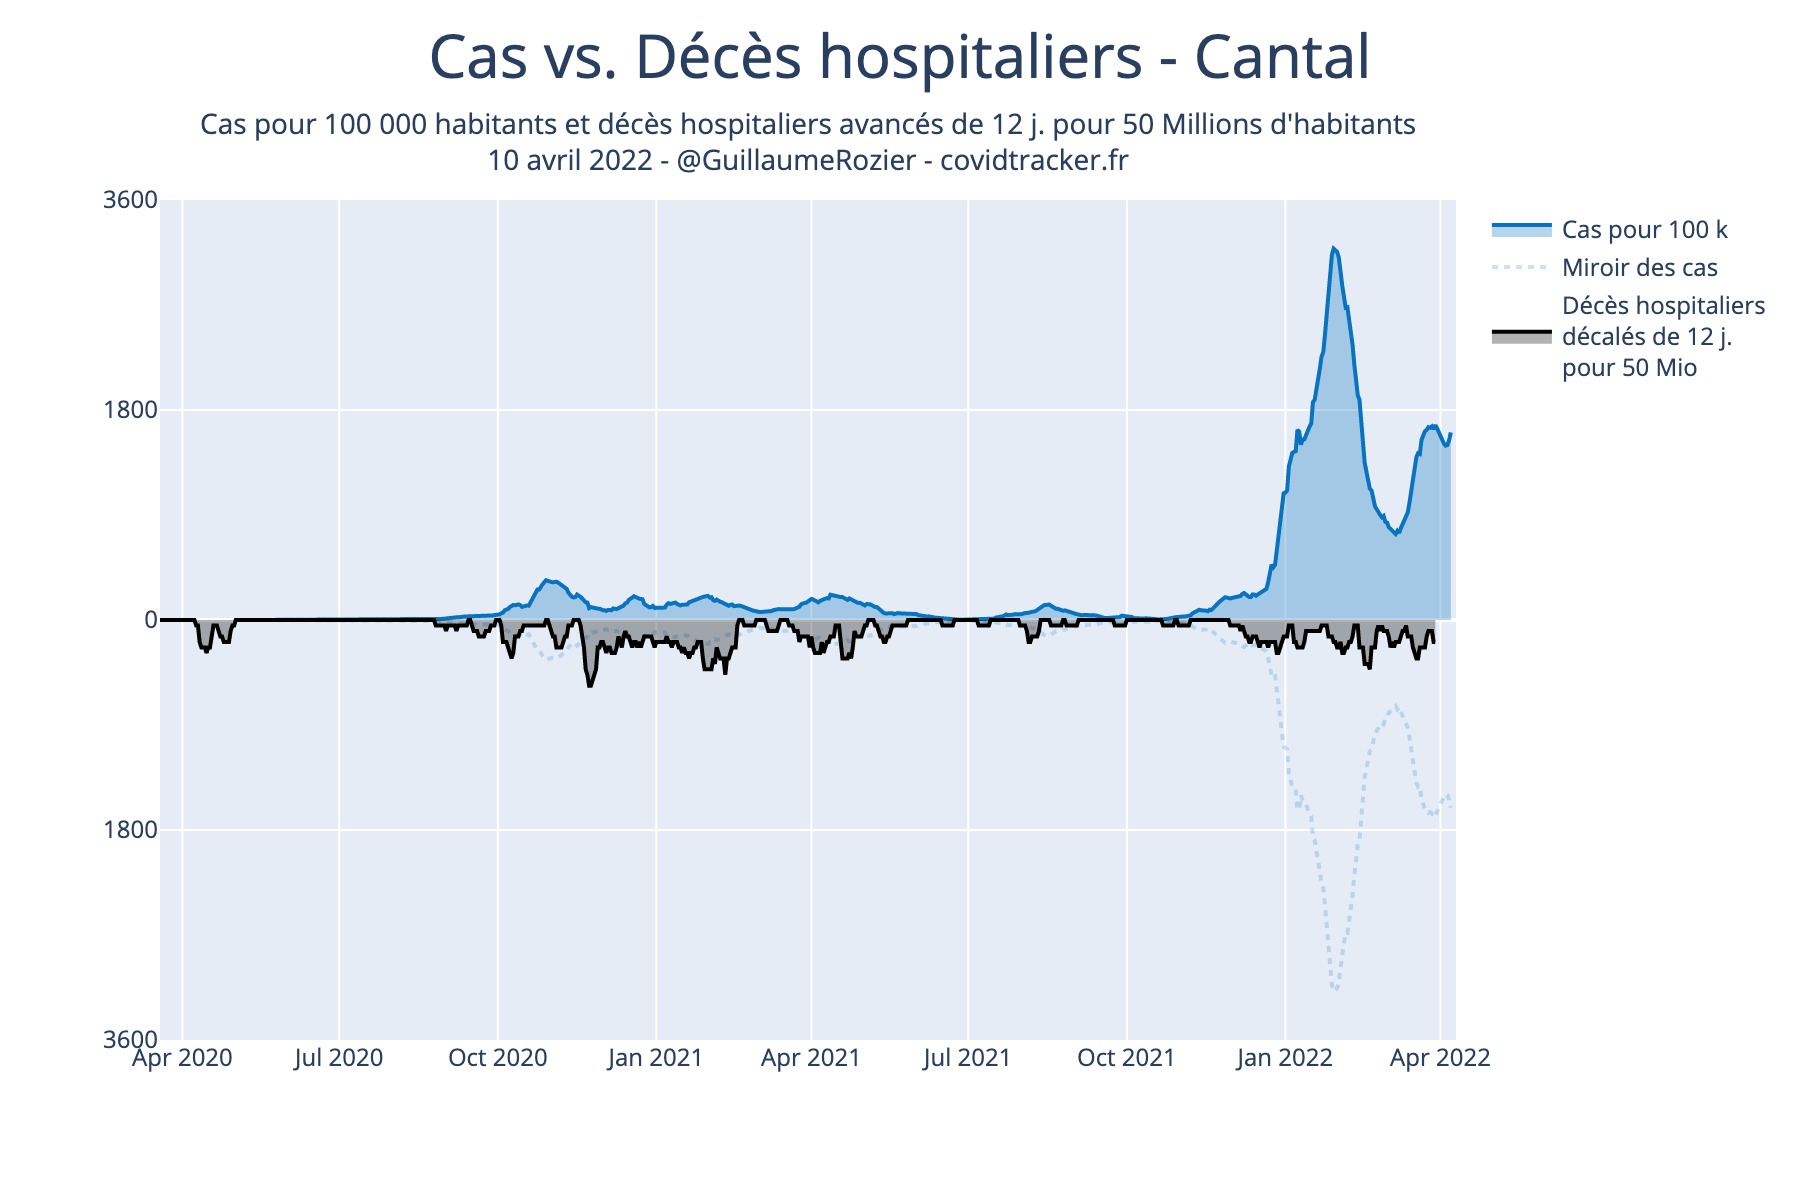 Cas vs. Décès hospitaliers - Cantal
Cas pour 100 000 habitants et décès hospitaliers avancés de 12 j. pour 50 Millions d'habitants
10 avril 2022 - @GuillaumeRozier - covidtracker.fr
3600
1800
0
1800
3600
Apr 2020
Jul 2020
Oct 2020
Jan 2021
Apr 2021
Jul 2021
Oct 2021
Jan 2022
Apr 2022
Cas pour 100 k
Miroir des cas
Décès hospitaliers
décalés de 12 j.
pour 50 Mio